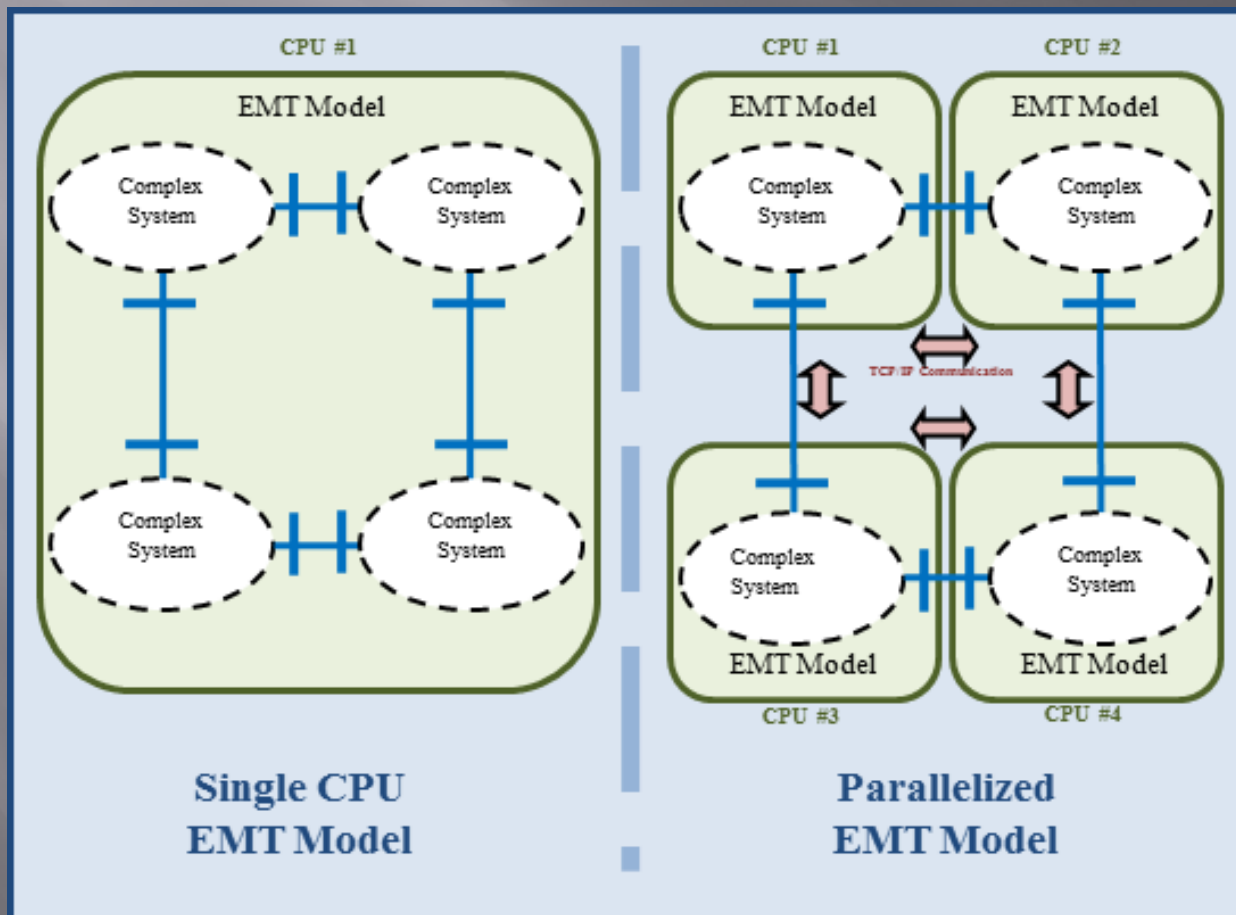 CPU #1
EMT Model
Complex
System
Complex
System
Complex
System
Complex
System
Single CPU
EMT Model
CPU #1
CPU #2
EMT Model
EMT Model
Complex
System
Complex
System
TCP/IP Communication
Complex
System
Complex
System
EMT Model
EMT Model
CPU #3
CPU #4
Parallelized
EMT Model